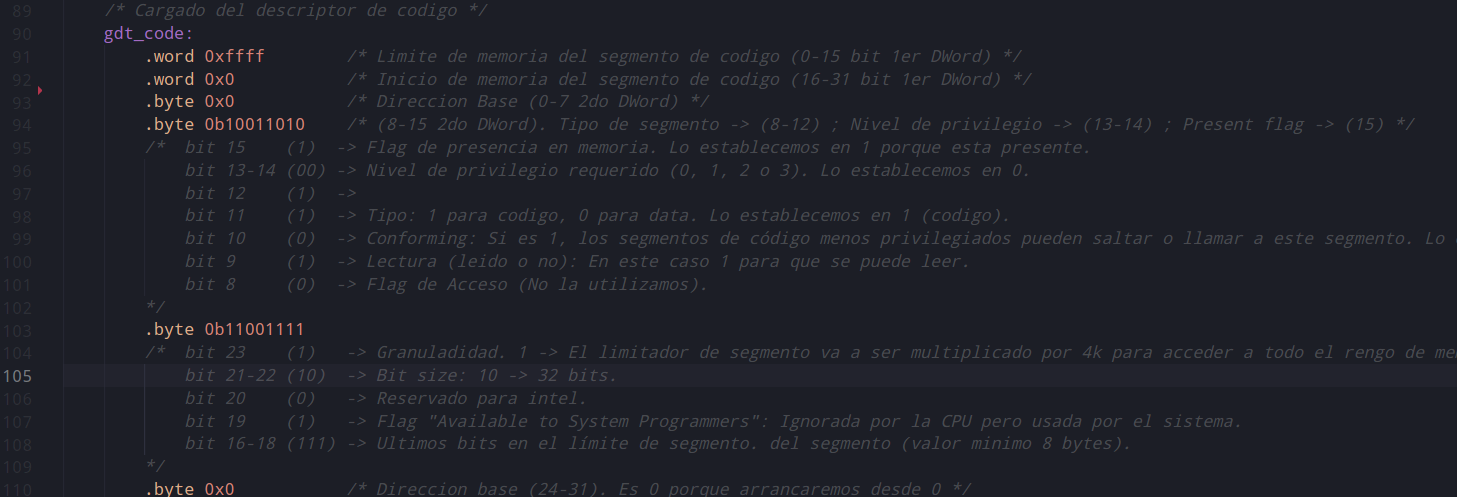 89 /* Cargado del descriptor de codigo */
90 gdt_code:
91 .word 0xffff /* Limite de memoria del segmento de codigo (0-15 bit 1er DWord) */
92 .word 0x0 /* Inicio de memoria del segmento de codigo (16-31 bit 1er DWord) */
93 .byte 0x0 /* Direccion Base (0-7 2do DWord) */
94 .byte 0b10011010 /* (8-15 2do DWord). Tipo de segmento -> (8-12) ; Nivel de privilegio -> (13-14) ; Present flag -> (15) */
95 /* bit 15 (1) -> Flag de presencia en memoria. Lo establecemos en 1 porque esta presente.
96 bit 13-14 (00) -> Nivel de privilegio requerido (0, 1, 2 o 3). Lo establecemos en 0.
97 bit 12 (1) ->
98 bit 11 (1) -> Tipo: 1 para codigo, 0 para data. Lo establecemos en 1 (codigo).
99 bit 10 (0) -> Conforming: Si es 1, los segmentos de código menos privilegiados pueden saltar o llamar a este segmento. Lo
100 bit 9 (1) -> Lectura (leido o no): En este caso 1 para que se puede leer.
101 bit 8 (0) -> Flag de Acceso (No la utilizamos).
102 */
103 .byte 0b11001111
104 /* bit 23 (1) -> Granuladidad. 1 -> El limitador de segmento va a ser multiplicado por 4k para acceder a todo el rengo de
105 bit 21-22 (10) -> Bit size: 10 -> 32 bits.
106 bit 20 (0) -> Reservado para intel.
107 bit 19 (1) -> Flag "Available to System Programmers": Ignorada por la CPU pero usada por el sistema.
108 bit 16-18 (111) -> Ultimos bits en el límite de segmento. del segmento (valor minimo 8 bytes).
109 */
110 .byte 0x0 /* Direccion base (24-31). Es 0 porque arrancaremos desde 0 */